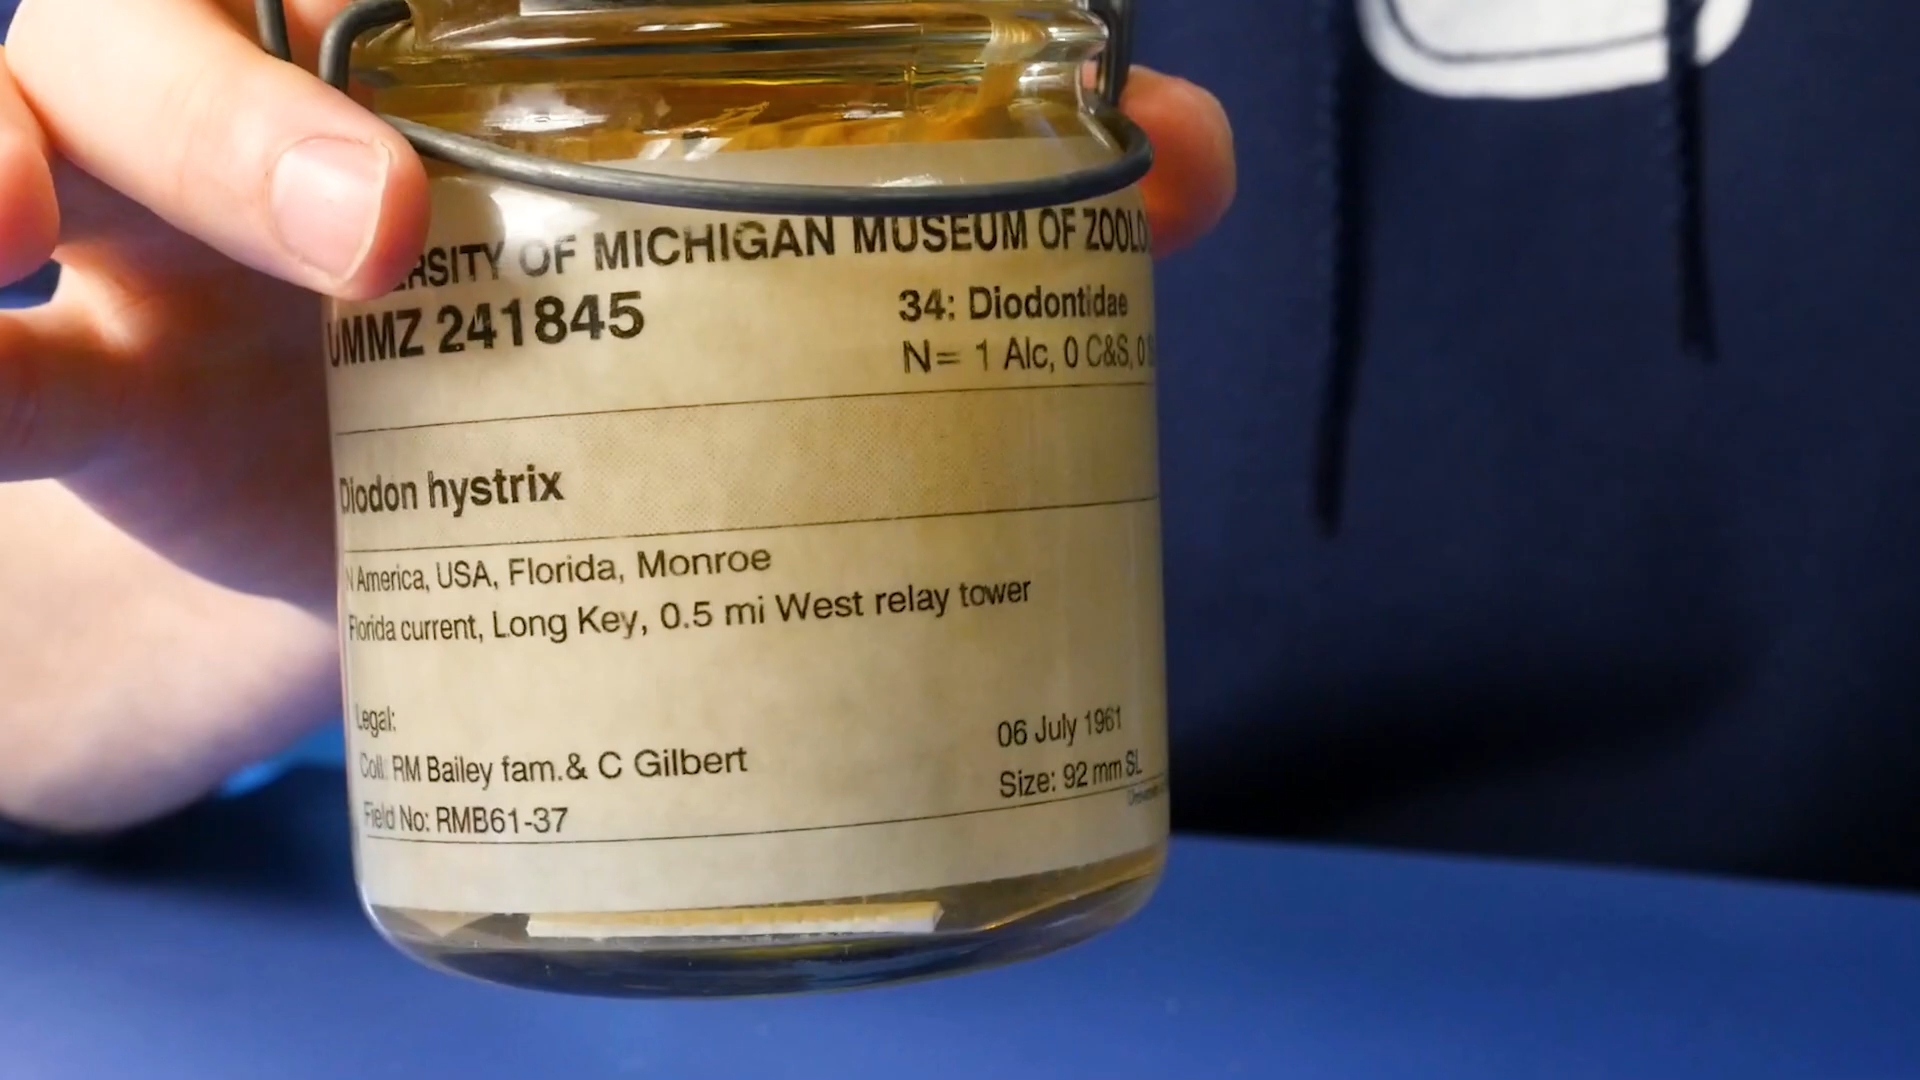 ERSITY OF MICHIGAN MUSEUM OF ZOOLO
UMMZ 241845
34: Diodontidae
N= 1 Alc, 0 C&S, 0
Diodon hystrix
N America, USA, Florida, Monroe
Florida current, Long Key, 0.5 mi West relay tower
Legal:
06 July 1961
Coll: RM Bailey fam.& C Gilbert
Size: 92 mm SL
Field No: RMB61-37